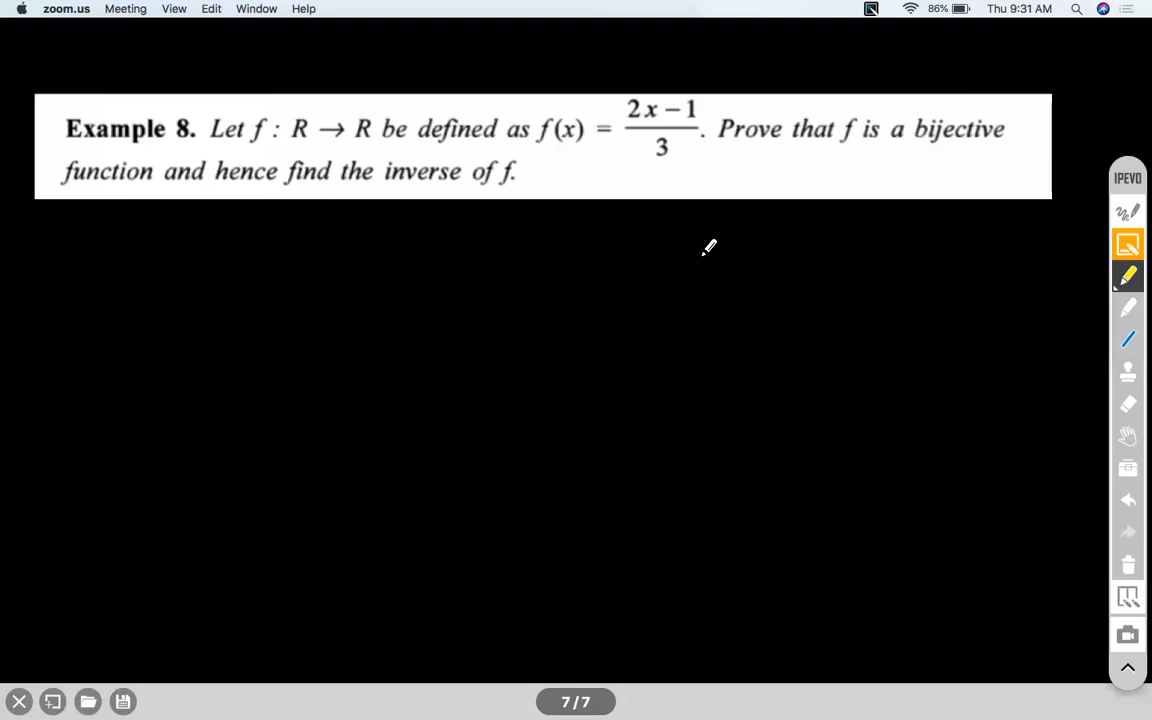 zoom.us Meeting View Edit Window Help 86% Thu 9:31 AM
Example 8. Let f : R → R be defined as f(x) = (2x − 1)/3. Prove that f is a bijective
function and hence find the inverse of f.
IPEVO
7 / 7